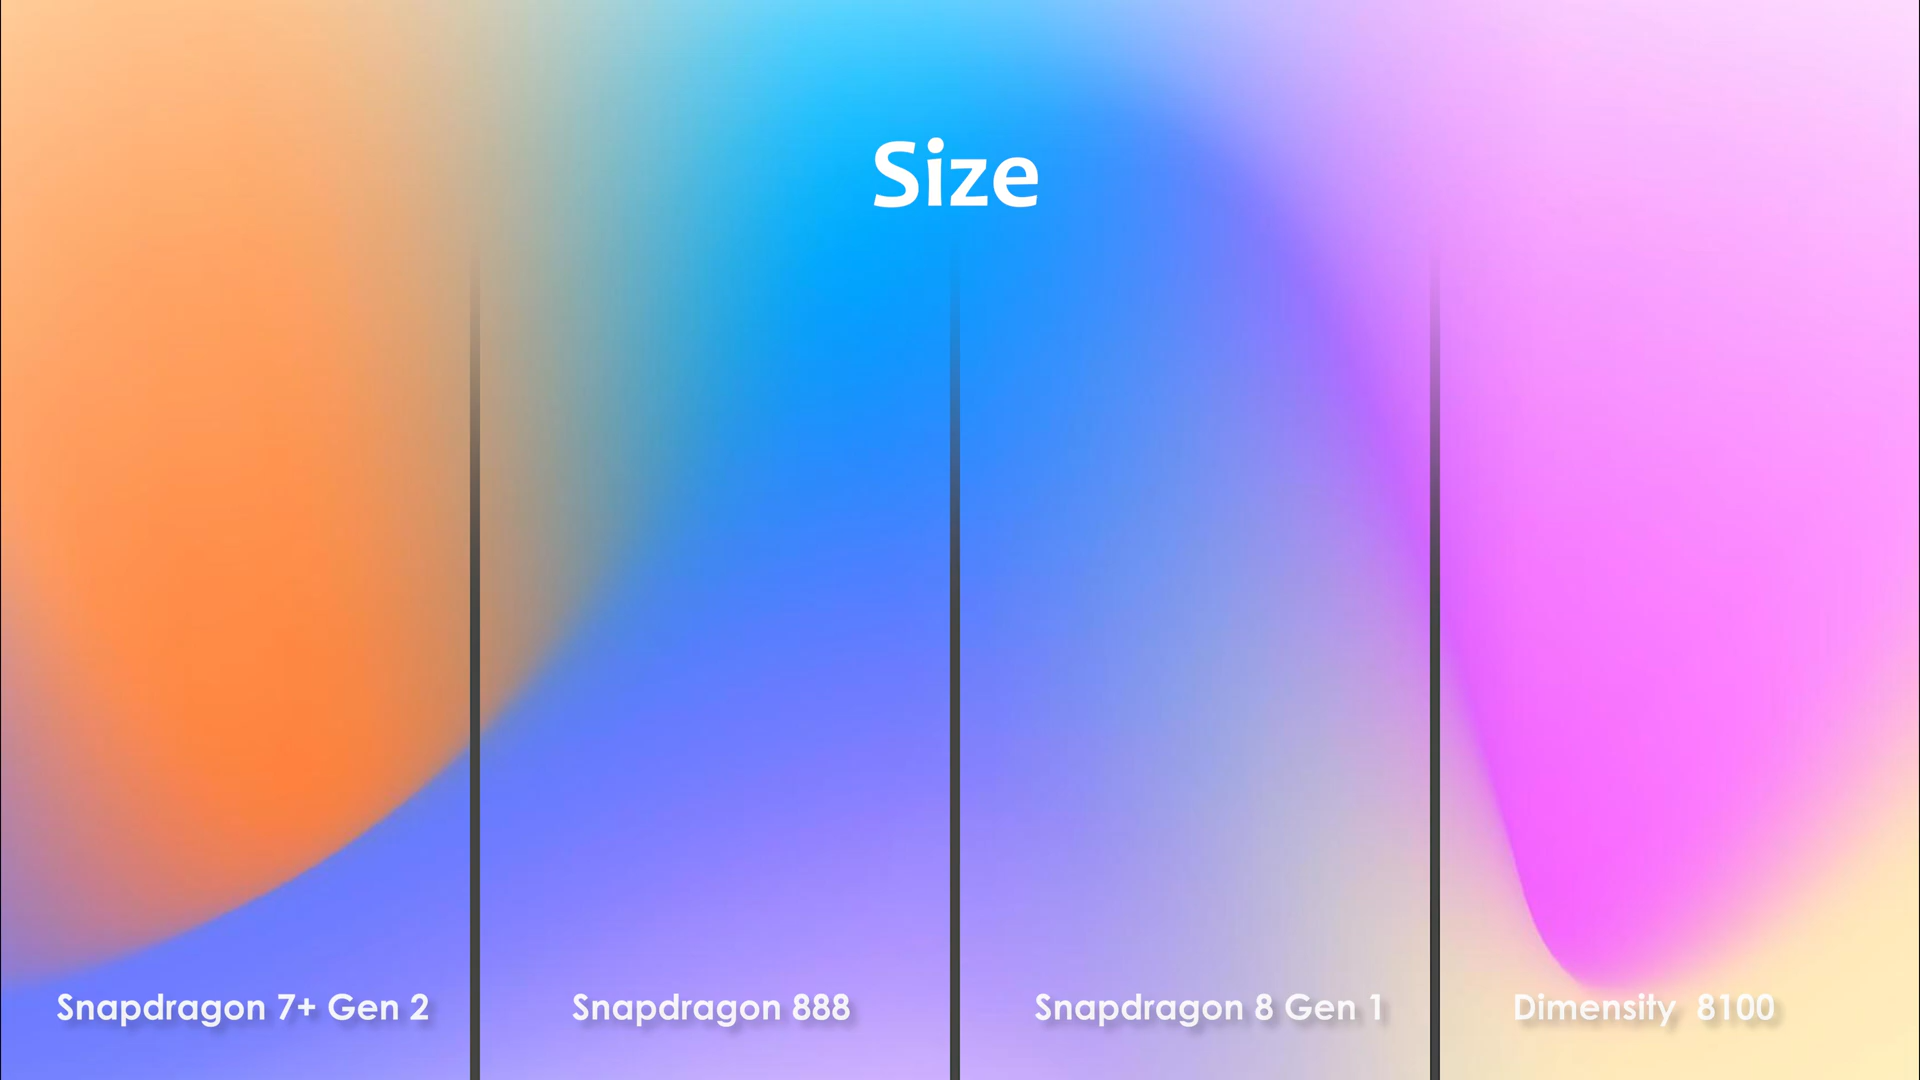 Size
Snapdragon 7+ Gen 2
Snapdragon 888
Snapdragon 8 Gen 1
Dimensity 8100